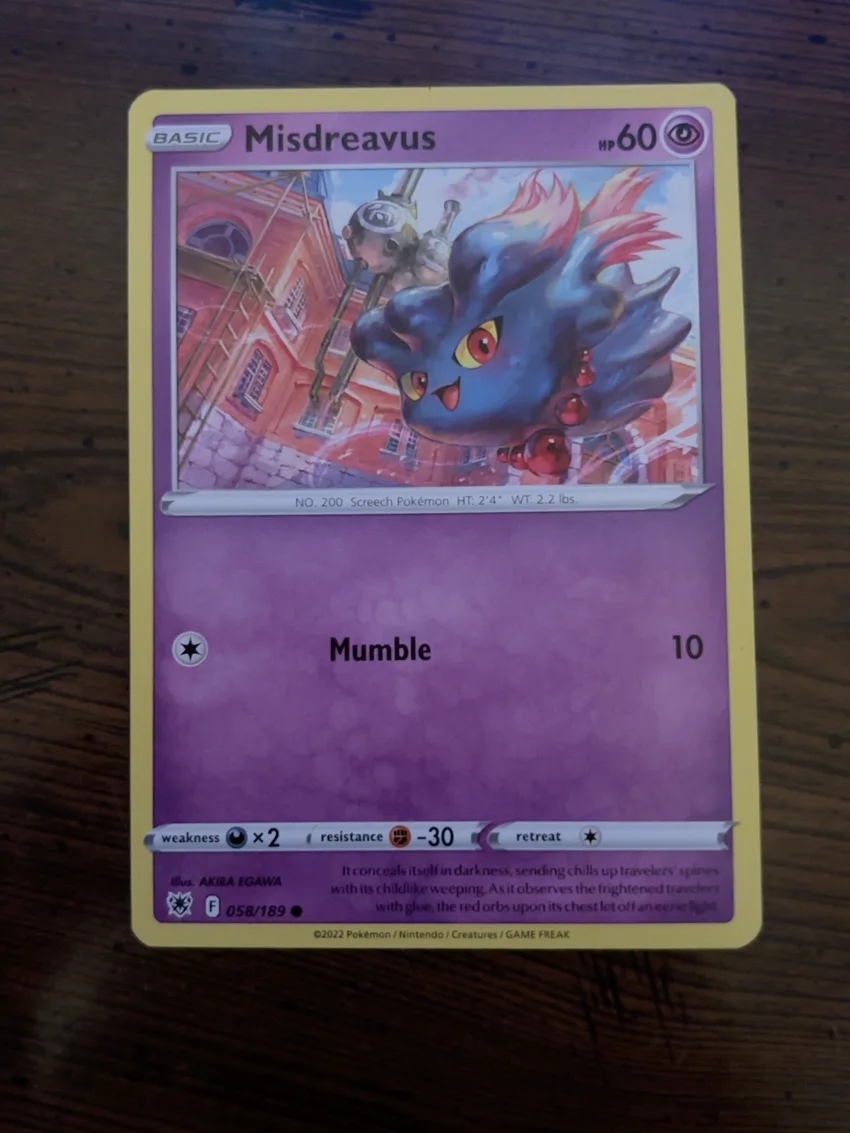 BASIC Misdreavus HP 60
NO. 200 Screech Pokémon HT: 2'4" WT: 2.2 lbs.
Mumble 10
weakness ×2 resistance -30 retreat
It conceals itself in darkness, sending chills up travelers' spines
with its childlike weeping. As it observes the frightened travelers
with glee, the red orbs upon its chest let off an eerie light.
Illus. AKIRA EGAWA
F 058/189
©2022 Pokémon / Nintendo / Creatures / GAME FREAK